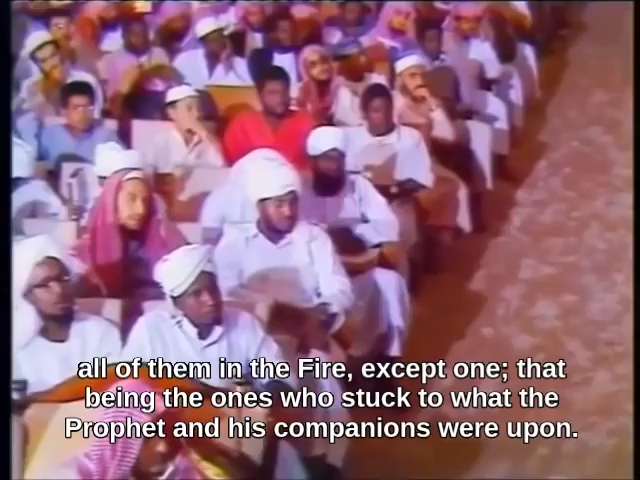 all of them in the Fire, except one; that
being the ones who stuck to what the
Prophet and his companions were upon.